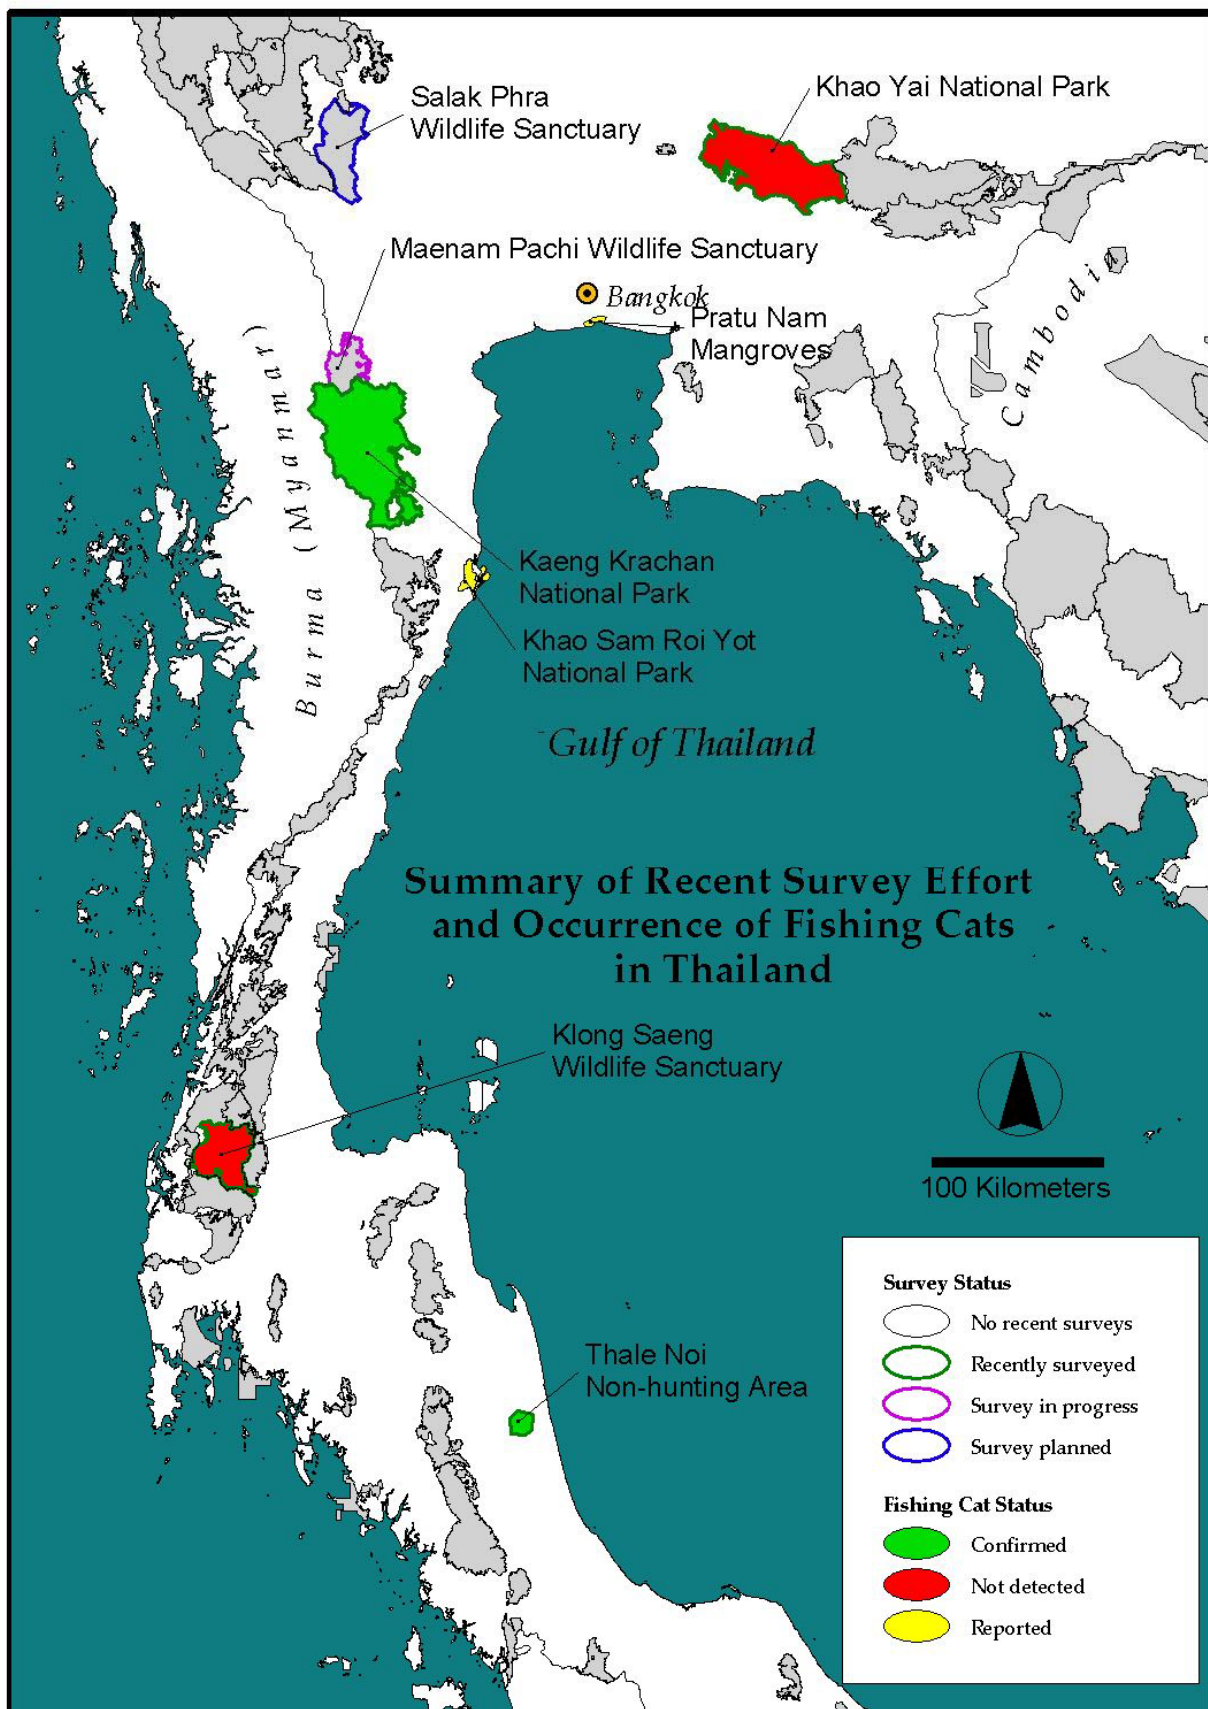 Salak Phra
Wildlife Sanctuary
Khao Yai National Park
Maenam Pachi Wildlife Sanctuary
Bangkok
Pratu Nam
Mangroves
Cambodia
Burma (Myanmar)
Kaeng Krachan
National Park
Khao Sam Roi Yot
National Park
Gulf of Thailand
Summary of Recent Survey Effort
and Occurrence of Fishing Cats
in Thailand
Klong Saeng
Wildlife Sanctuary
100 Kilometers
Thale Noi
Non-hunting Area
Survey Status
No recent surveys
Recently surveyed
Survey in progress
Survey planned
Fishing Cat Status
Confirmed
Not detected
Reported